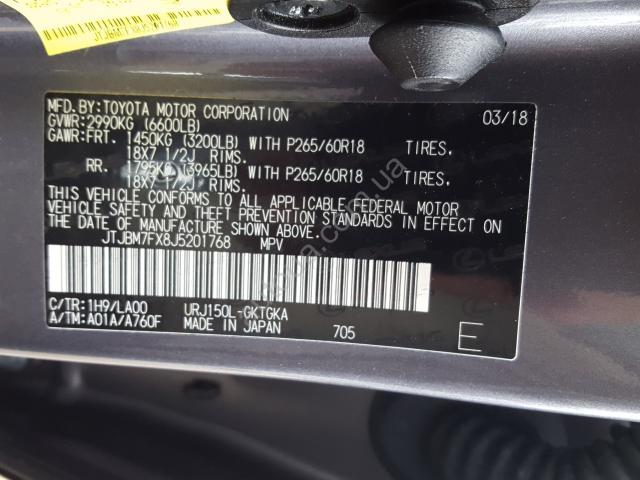 MFD.BY:TOYOTA MOTOR CORPORATION 03/18
GVWR:2990KG (6600LB)
GAWR:FRT. 1450KG (3200LB) WITH P265/60R18 TIRES.
18X7 1/2J RIMS.
RR. 1795KG (3965LB) WITH P265/60R18 TIRES.
18X7 1/2J RIMS.
THIS VEHICLE CONFORMS TO ALL APPLICABLE FEDERAL MOTOR
VEHICLE SAFETY AND BUMPER STANDARDS IN EFFECT ON
THE DATE OF MANUFACTURE SHOWN ABOVE.
JTJBM7FX8J5201768 MPV
C/TR:1H9/LA00 URJ150L-GKTGKA
A/TM:A01A/A760F MADE IN JAPAN 705
E